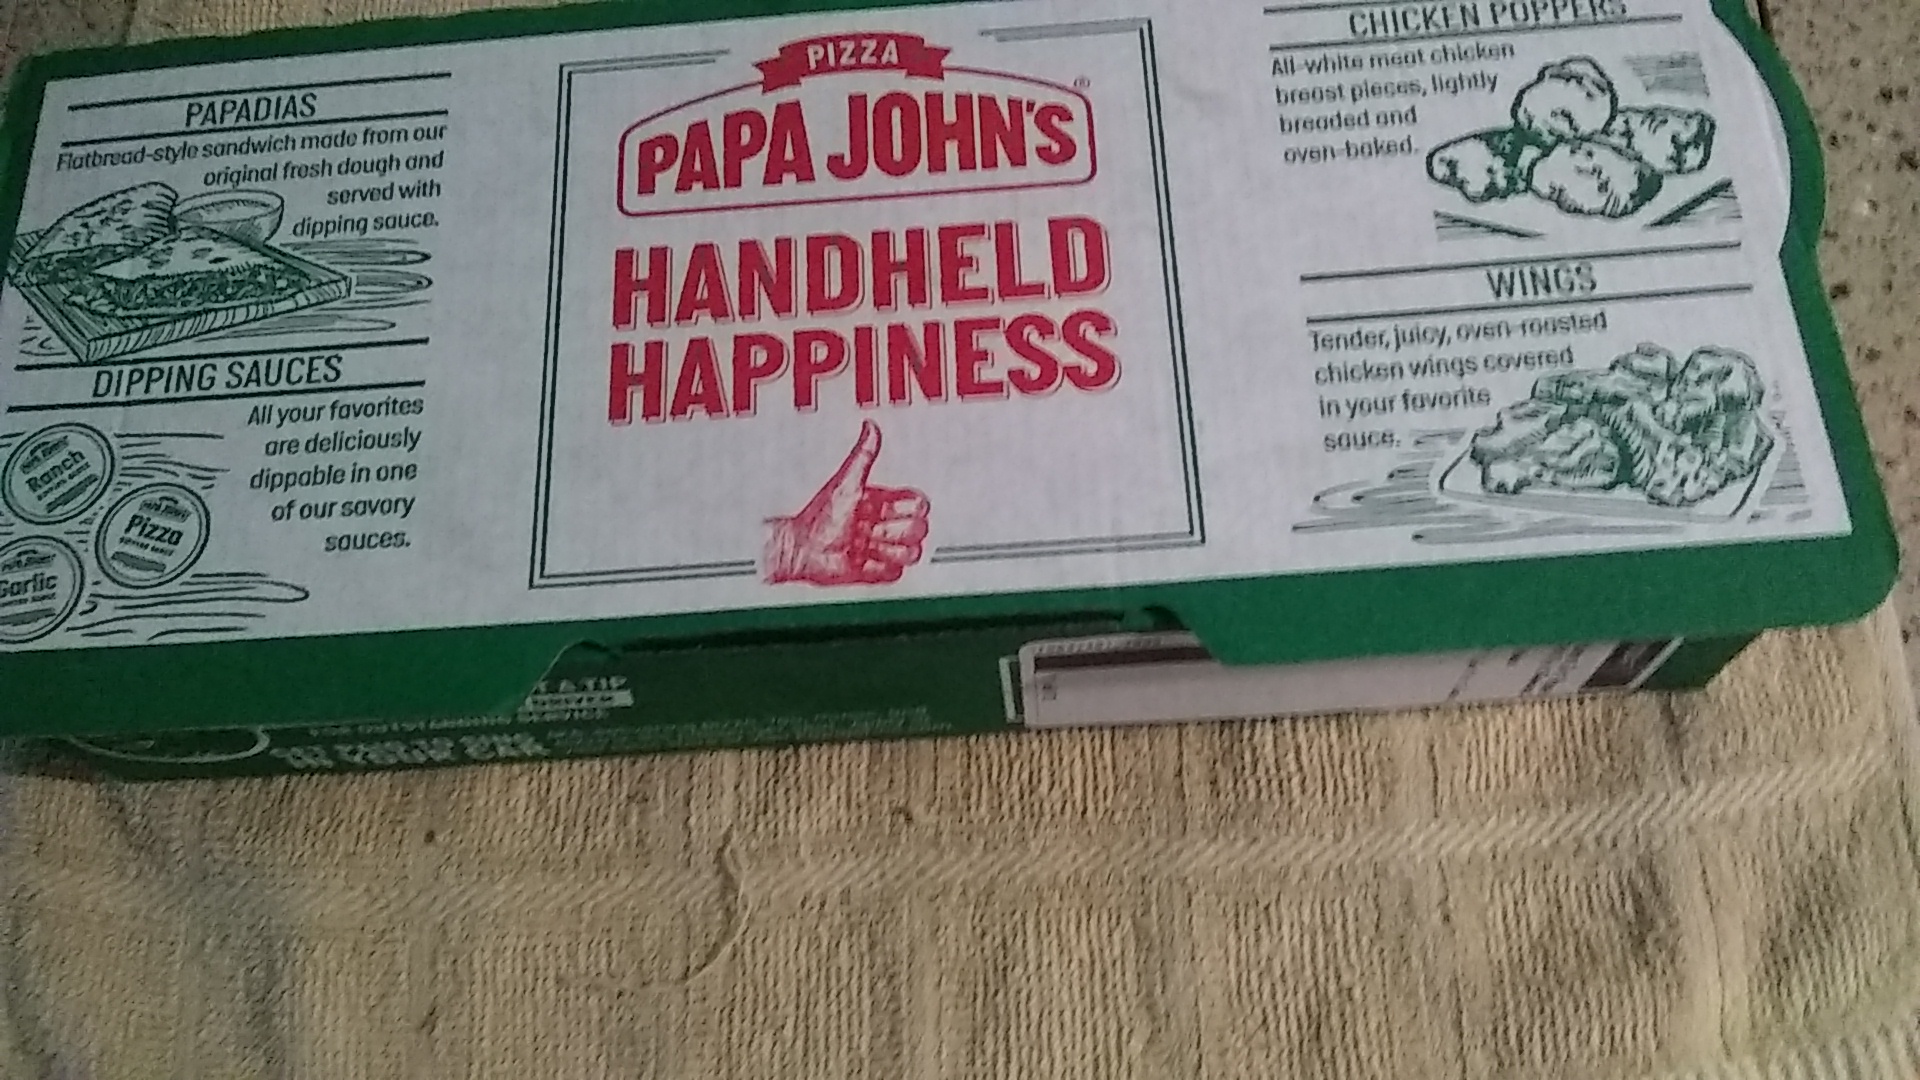 PAPADIAS
Flatbread-style sandwich made from our
original fresh dough and
served with
dipping sauce.
DIPPING SAUCES
All your favorites
are deliciously
dippable in one
of our savory
sauces.
Ranch
Pizza
Garlic
PIZZA
PAPA JOHN'S
®
HANDHELD
HAPPINESS
CHICKEN POPPERS
All-white meat chicken
breast pieces, lightly
breaded and
oven-baked.
WINGS
Tender, juicy, oven-roasted
chicken wings covered
in your favorite
sauce.
A TIP
SERVICE